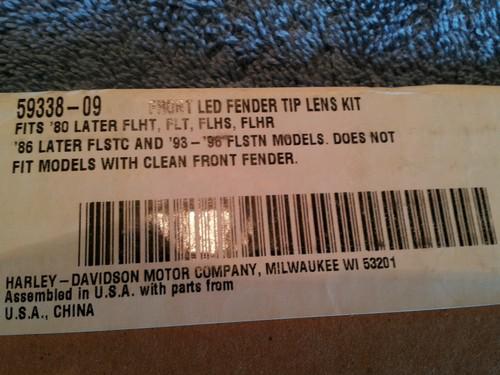 59338-09 FRONT LED FENDER TIP LENS KIT
FITS '80 LATER FLHT, FLT, FLHS, FLHR
'86 LATER FLSTC AND '93-'96 FLSTN MODELS. DOES NOT
FIT MODELS WITH CLEAN FRONT FENDER.
HARLEY-DAVIDSON MOTOR COMPANY, MILWAUKEE WI 53201
Assembled in U.S.A. with parts from
U.S.A., CHINA